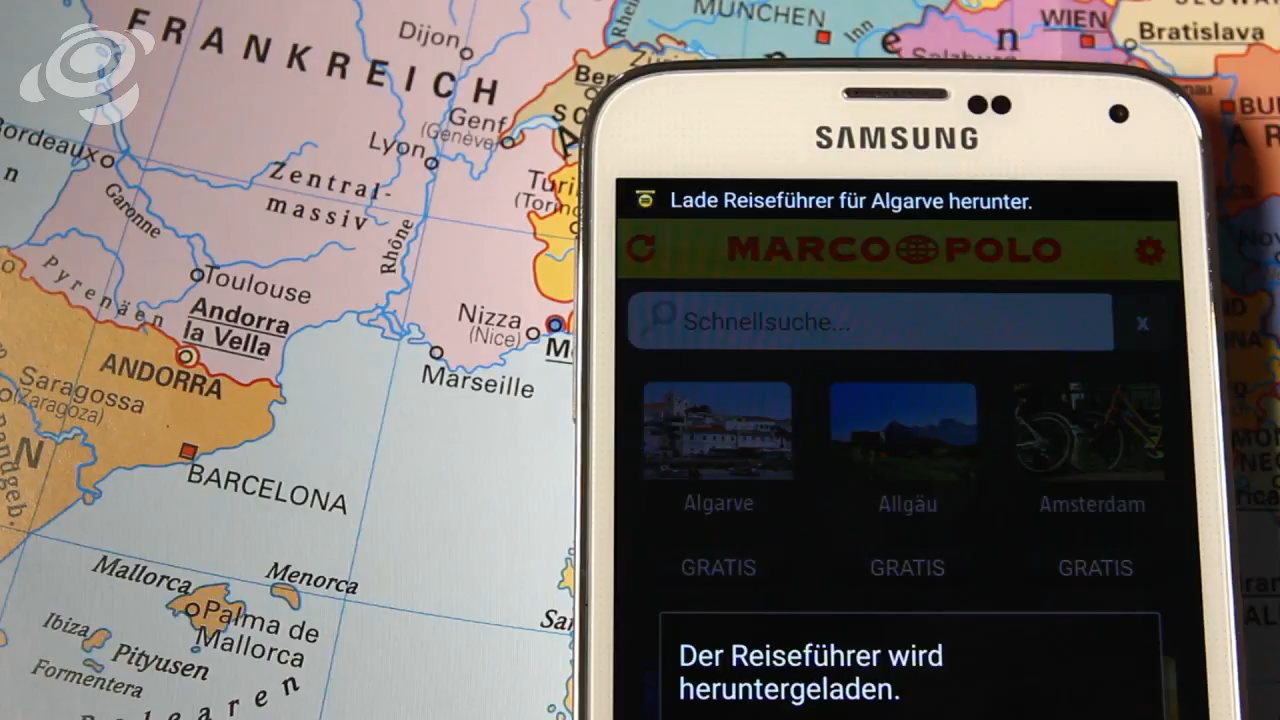 FRANKREICH
Dijon
MÜNCHEN
Inn
WIEN
Bratislava
Salzburg
Genf
(Genève)
Lyon
Bordeaux
Zentral-
massiv
Garonne
Rhône
Pyrenäen
Toulouse
Andorra
la Vella
ANDORRA
Nizza
(Nice)
Marseille
Saragossa
(Zaragoza)
BARCELONA
Mallorca
Menorca
Palma de
Mallorca
Ibiza
Pityusen
Formentera
SAMSUNG
Lade Reiseführer für Algarve herunter.
MARCO POLO
Schnellsuche...
x
Algarve
Allgäu
Amsterdam
GRATIS
GRATIS
GRATIS
Der Reiseführer wird
heruntergeladen.